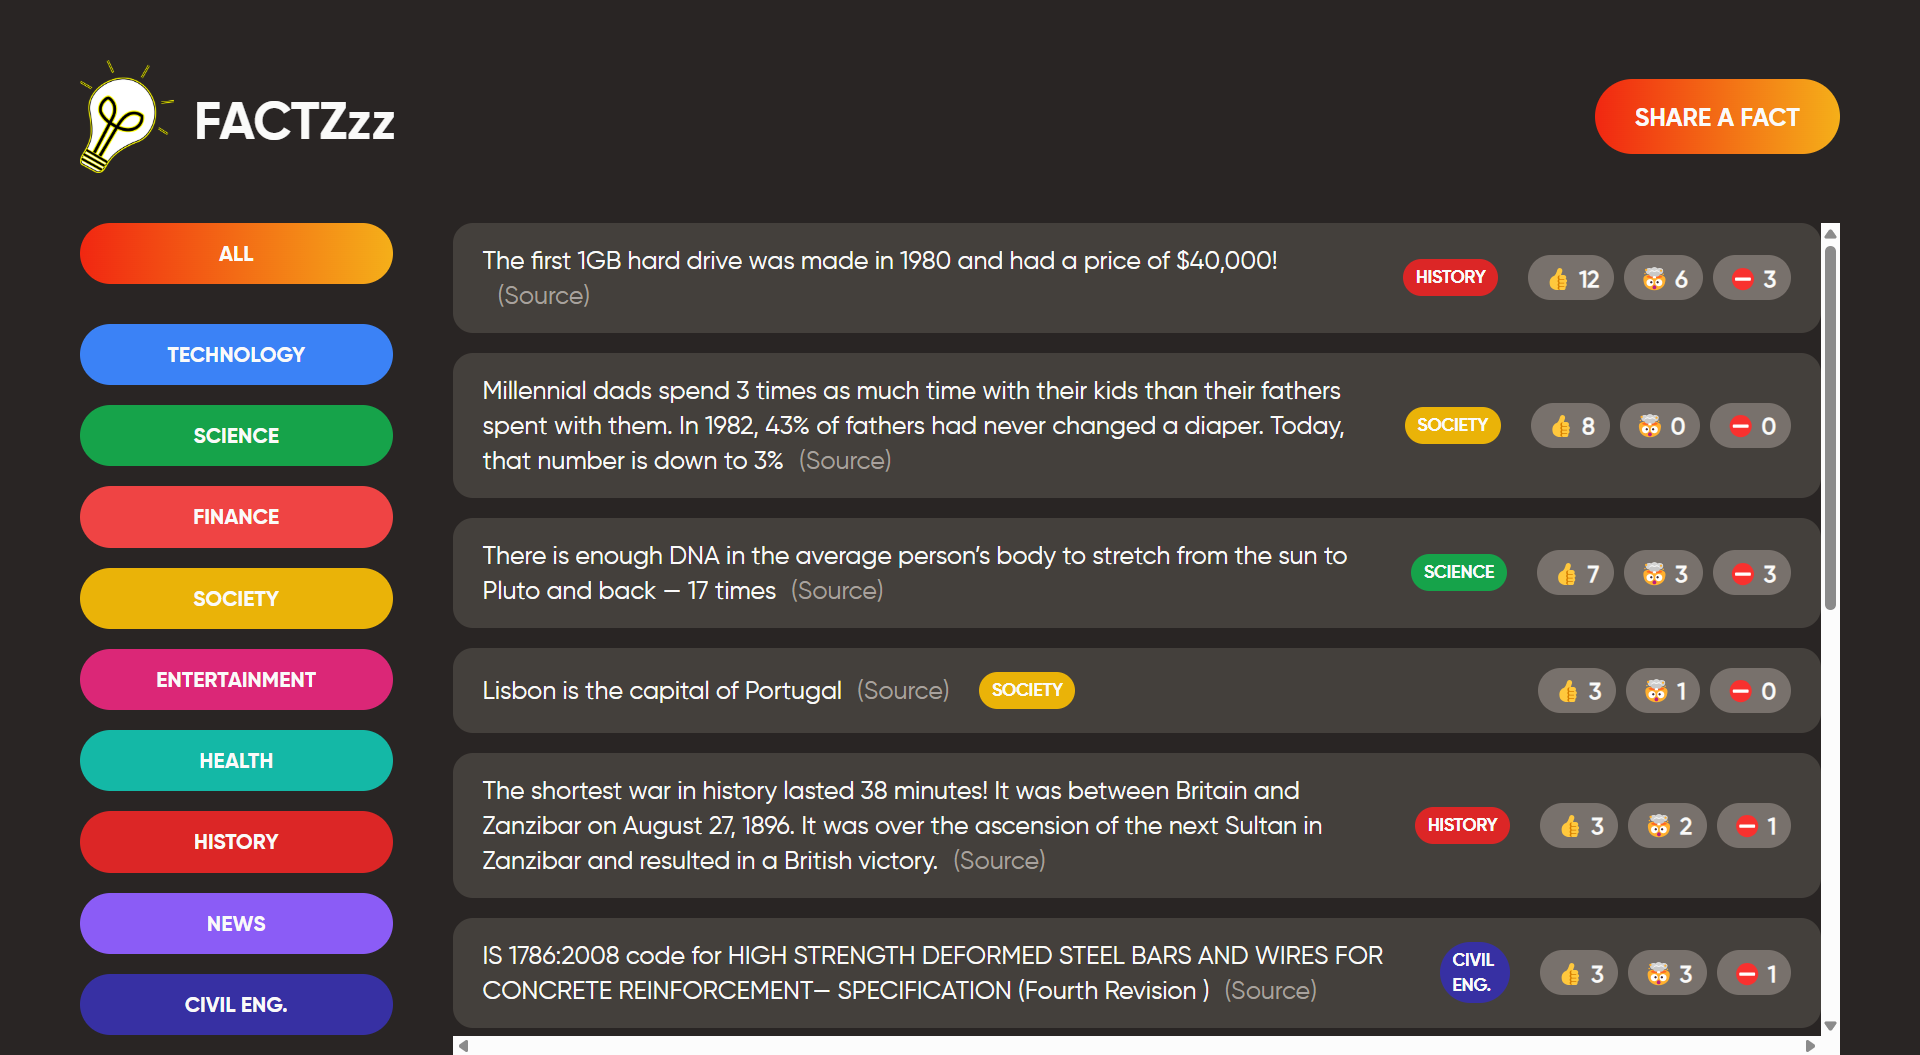 FACTZzz
SHARE A FACT
ALL
TECHNOLOGY
SCIENCE
FINANCE
SOCIETY
ENTERTAINMENT
HEALTH
HISTORY
NEWS
CIVIL ENG.
The first 1GB hard drive was made in 1980 and had a price of $40,000!
(Source)
HISTORY
👍 12
🤯 6
⛔ 3
Millennial dads spend 3 times as much time with their kids than their fathers
spent with them. In 1982, 43% of fathers had never changed a diaper. Today,
that number is down to 3% (Source)
SOCIETY
👍 8
🤯 0
⛔ 0
There is enough DNA in the average person’s body to stretch from the sun to
Pluto and back — 17 times (Source)
SCIENCE
👍 7
🤯 3
⛔ 3
Lisbon is the capital of Portugal (Source)
SOCIETY
👍 3
🤯 1
⛔ 0
The shortest war in history lasted 38 minutes! It was between Britain and
Zanzibar on August 27, 1896. It was over the ascension of the next Sultan in
Zanzibar and resulted in a British victory. (Source)
HISTORY
👍 3
🤯 2
⛔ 1
IS 1786:2008 code for HIGH STRENGTH DEFORMED STEEL BARS AND WIRES FOR
CONCRETE REINFORCEMENT— SPECIFICATION (Fourth Revision ) (Source)
CIVIL
ENG.
👍 3
🤯 3
⛔ 1